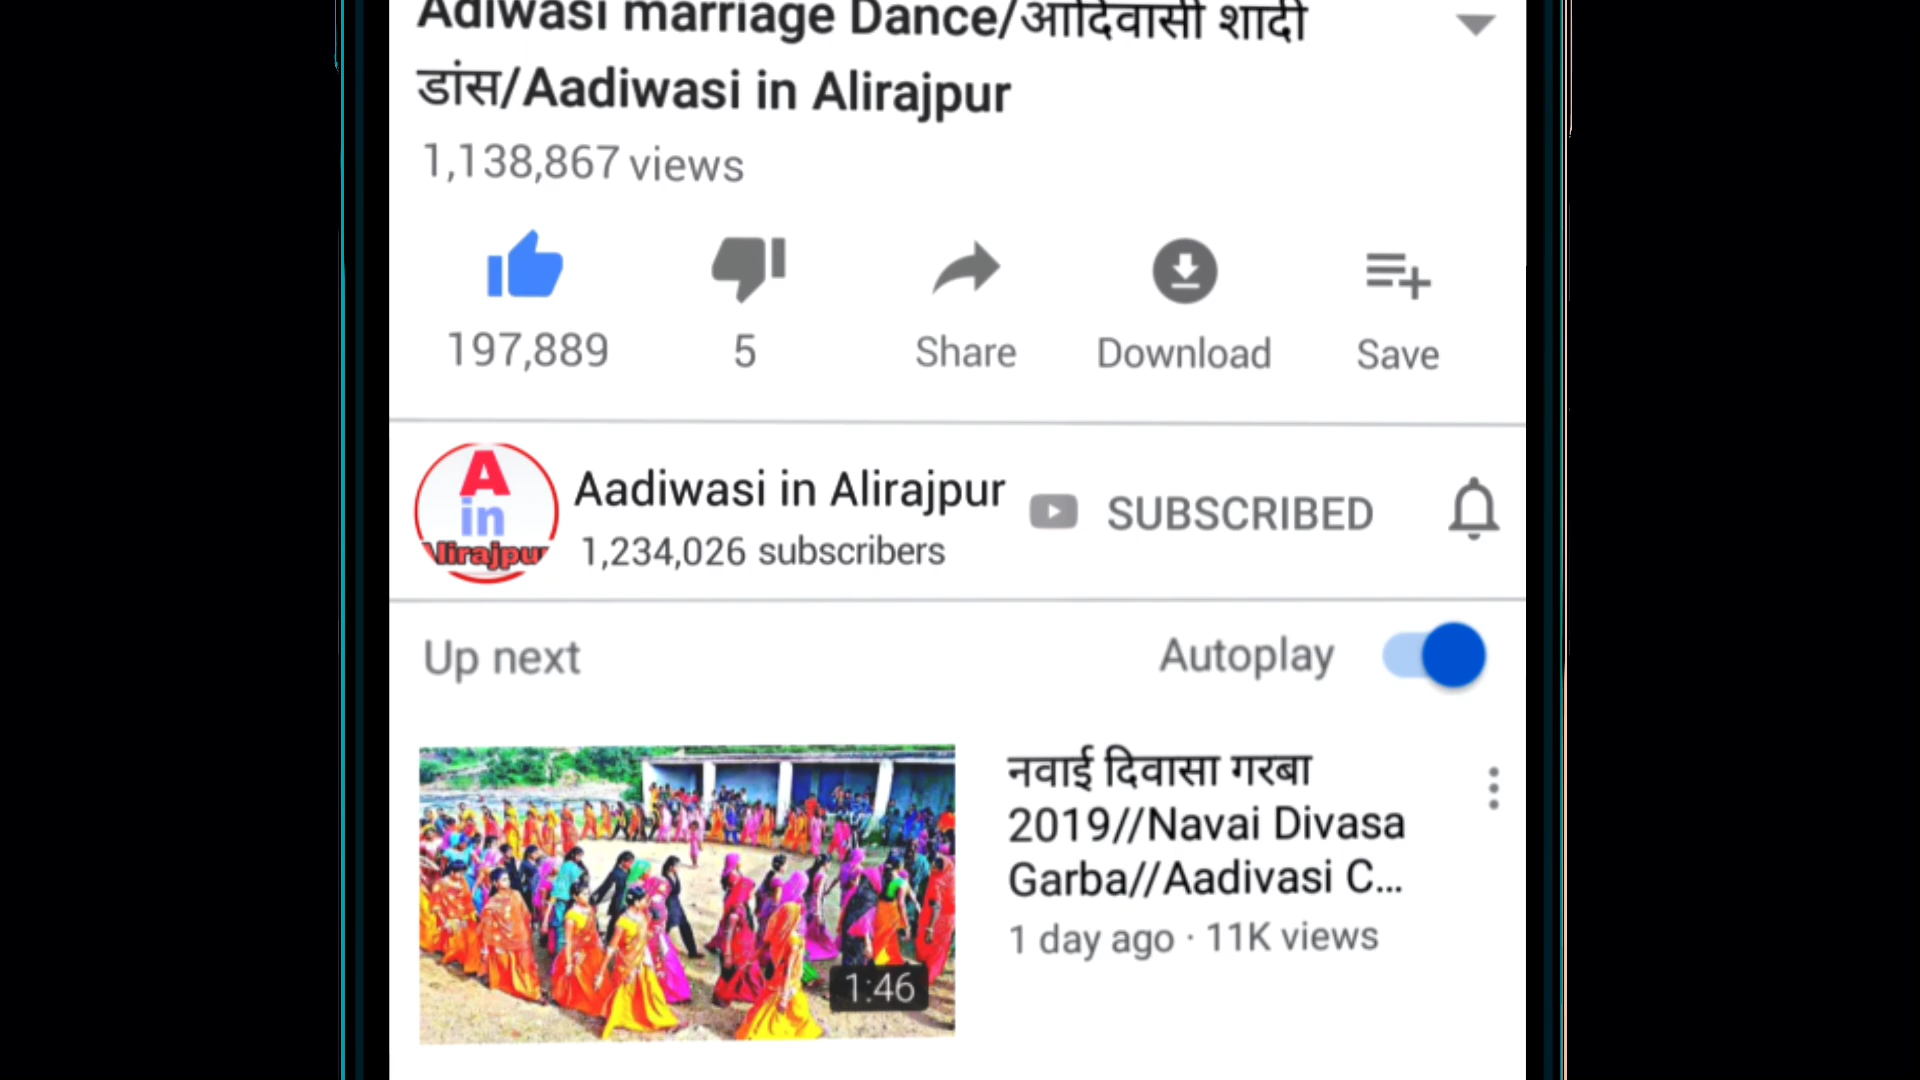 Adiwasi marriage Dance/आदिवासी शादी
डांस/Aadiwasi in Alirajpur
1,138,867 views
197,889
5
Share
Download
Save
A
in
Alirajpur
Aadiwasi in Alirajpur
1,234,026 subscribers
SUBSCRIBED
Up next
Autoplay
1:46
नवाई दिवासा गरबा
2019//Navai Divasa
Garba//Aadivasi C...
1 day ago · 11K views